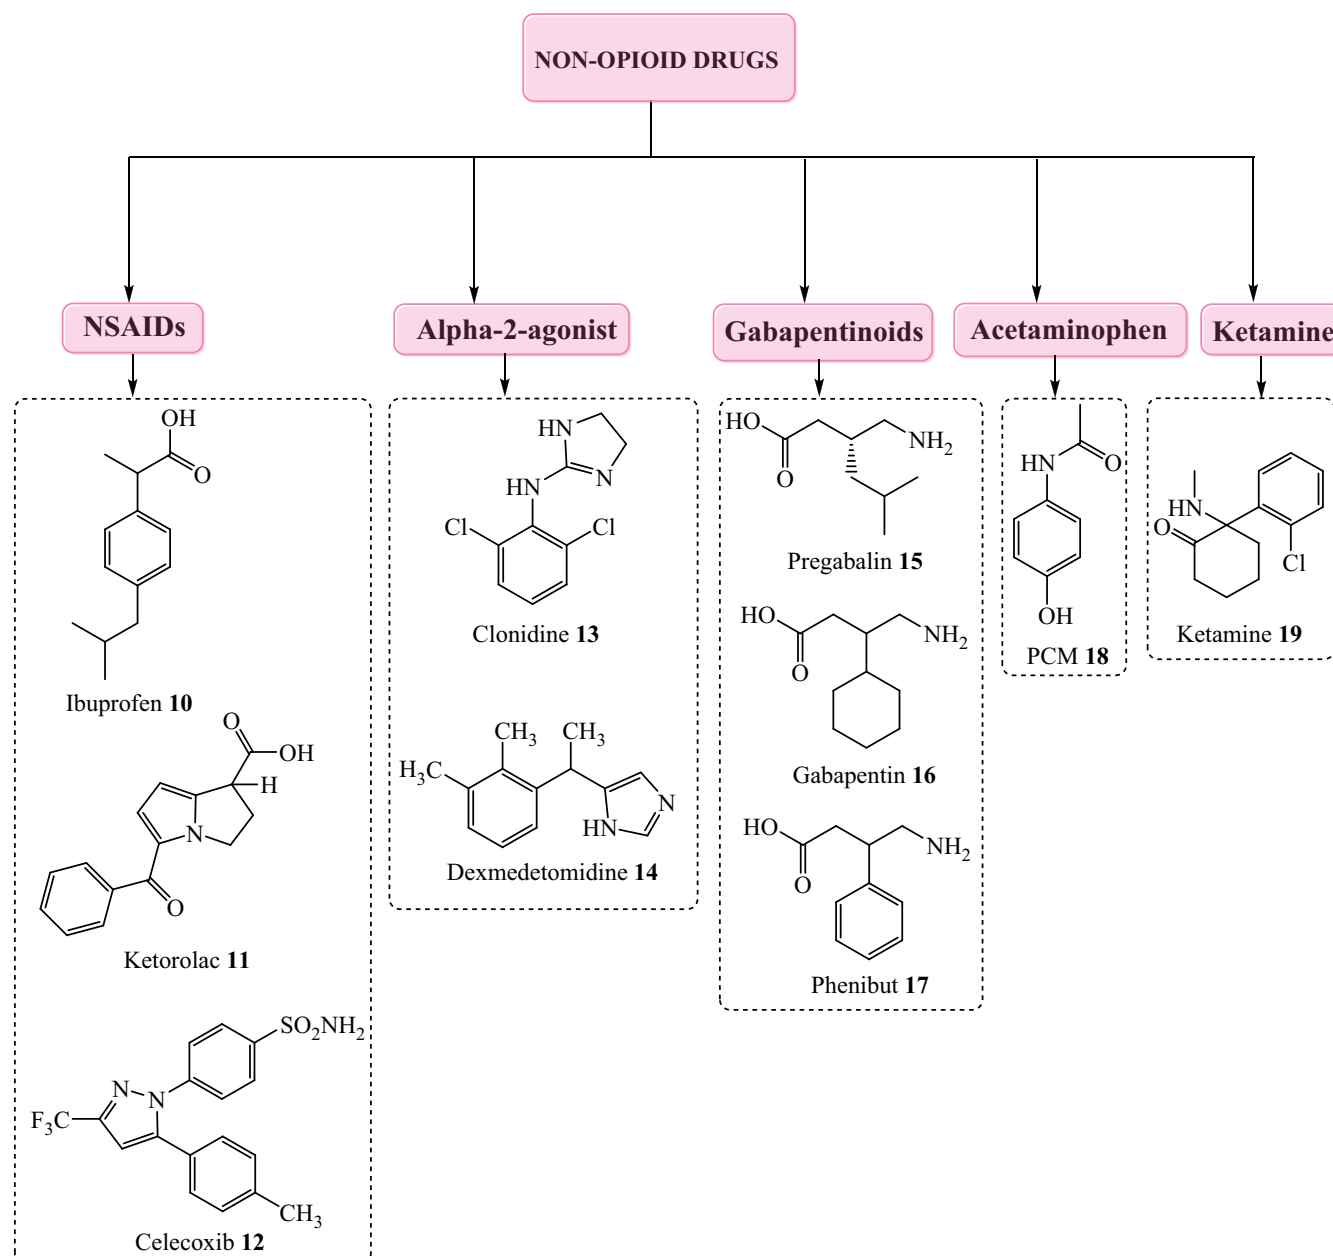 NON-OPIOID DRUGS
NSAIDs
Alpha-2-agonist
Gabapentinoids
Acetaminophen
Ketamine
OH
O
Ibuprofen 10
O
OH
H
N
O
Ketorolac 11
SO2NH2
N
N
F3C
CH3
Celecoxib 12
HN
N
HN
Cl
Cl
Clonidine 13
CH3
CH3
H3C
N
HN
Dexmedetomidine 14
HO
NH2
O
Pregabalin 15
HO
NH2
O
Gabapentin 16
HO
NH2
O
Phenibut 17
HN
O
OH
PCM 18
HN
O
Cl
Ketamine 19